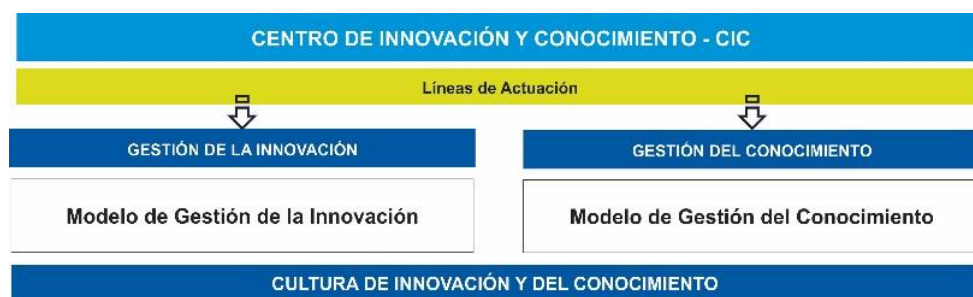 CENTRO DE INNOVACIÓN Y CONOCIMIENTO - CIC
Líneas de Actuación
GESTIÓN DE LA INNOVACIÓN
GESTIÓN DEL CONOCIMIENTO
Modelo de Gestión de la Innovación
Modelo de Gestión del Conocimiento
CULTURA DE INNOVACIÓN Y DEL CONOCIMIENTO